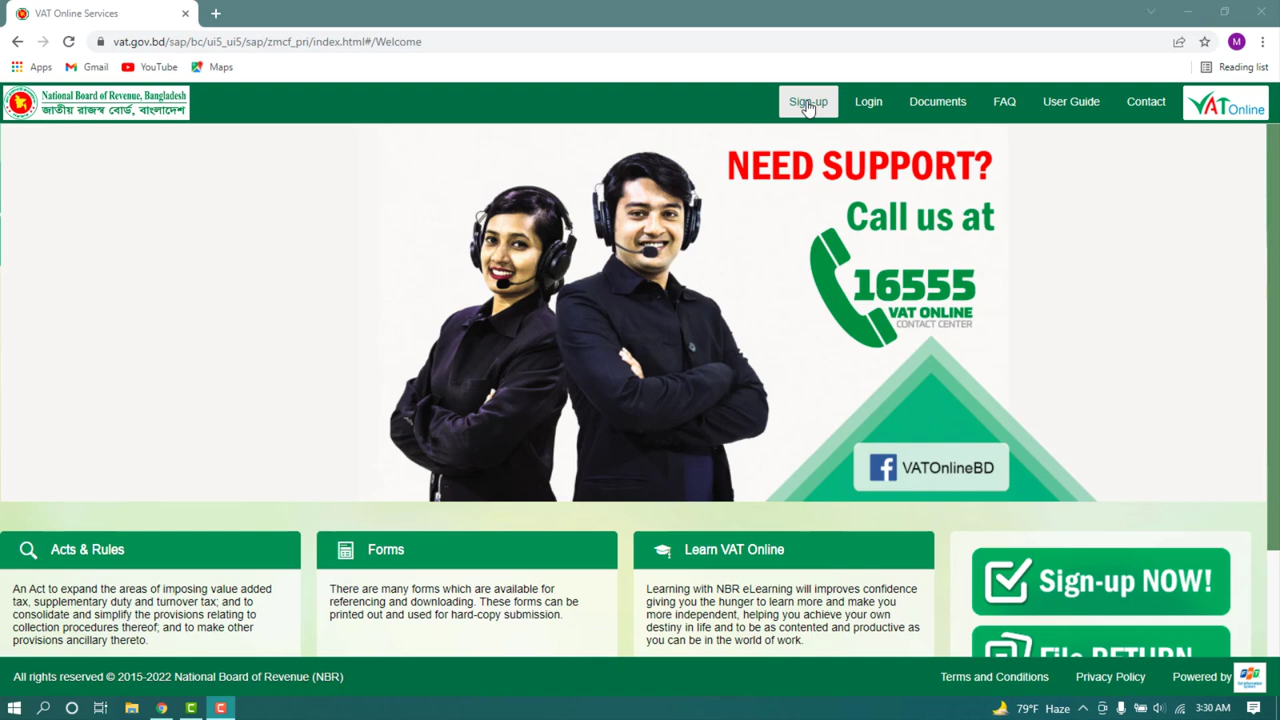 VAT Online Services
vat.gov.bd/sap/bc/ui5_ui5/sap/zmcf_pri/index.html#/Welcome
M
Apps
Gmail
YouTube
Maps
Reading list
National Board of Revenue, Bangladesh
জাতীয় রাজস্ব বোর্ড, বাংলাদেশ
Sign-up
Login
Documents
FAQ
User Guide
Contact
VAT Online
NEED SUPPORT?
Call us at
16555
VAT ONLINE
CONTACT CENTER
VATOnlineBD
Acts & Rules
An Act to expand the areas of imposing value added
tax, supplementary duty and turnover tax; and to
consolidate and simplify the provisions relating to
collection procedures thereof; and to make other
provisions ancillary thereto.
Forms
There are many forms which are available for
referencing and downloading. These forms can be
printed out and used for hard-copy submission.
Learn VAT Online
Learning with NBR eLearning will improves confidence
giving you the hunger to learn more and make you
more independent, helping you achieve your own
destiny in life and to be as contented and productive as
you can be in the world of work.
Sign-up NOW!
File RETURN
All rights reserved © 2015-2022 National Board of Revenue (NBR)
Terms and Conditions
Privacy Policy
Powered by
79°F Haze
3:30 AM